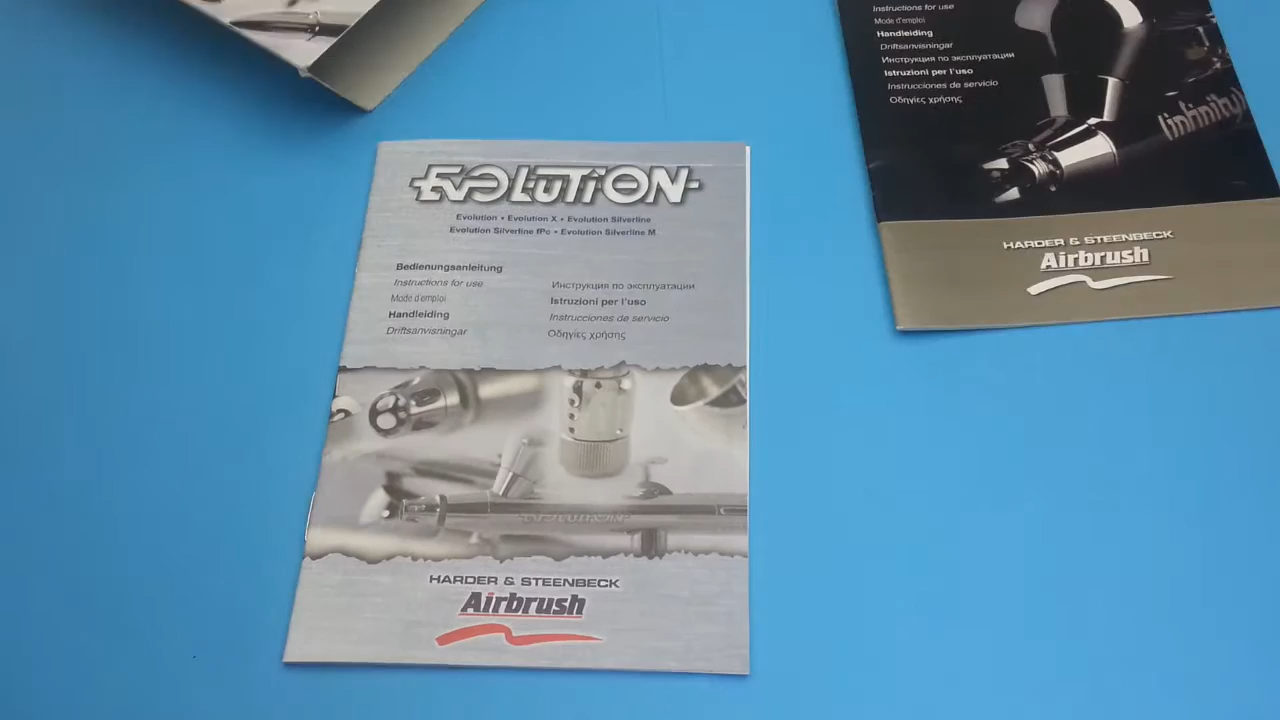 EVOLUTION
Evolution • Evolution X • Evolution Silverline
Evolution Silverline fPc • Evolution Silverline M
Bedienungsanleitung
Instructions for use
Mode d'emploi
Handleiding
Driftsanvisningar
Инструкция по эксплуатации
Istruzioni per l'uso
Instrucciones de servicio
Οδηγίες χρήσης
EVOLUTION
HARDER & STEENBECK
Airbrush
Instructions for use
Mode d'emploi
Handleiding
Driftsanvisningar
Инструкция по эксплуатации
Istruzioni per l'uso
Instrucciones de servicio
Οδηγίες χρήσης
infinity
HARDER & STEENBECK
Airbrush